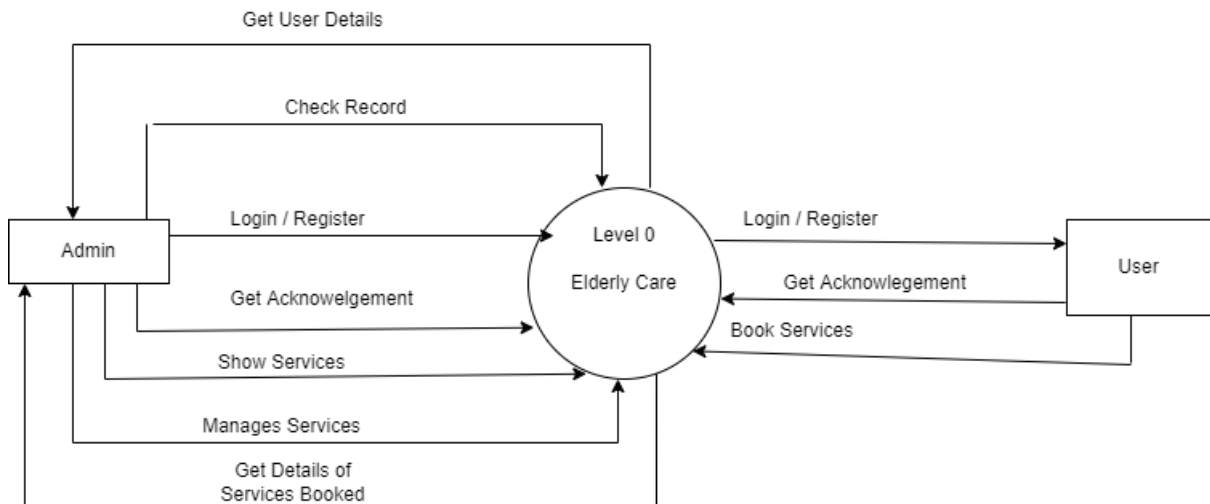 Get User Details
Check Record
Login / Register
Level 0
Login / Register
Admin
User
Elderly Care
Get Acknowlegement
Get Acknowelgement
Book Services
Show Services
Manages Services
Get Details of
Services Booked